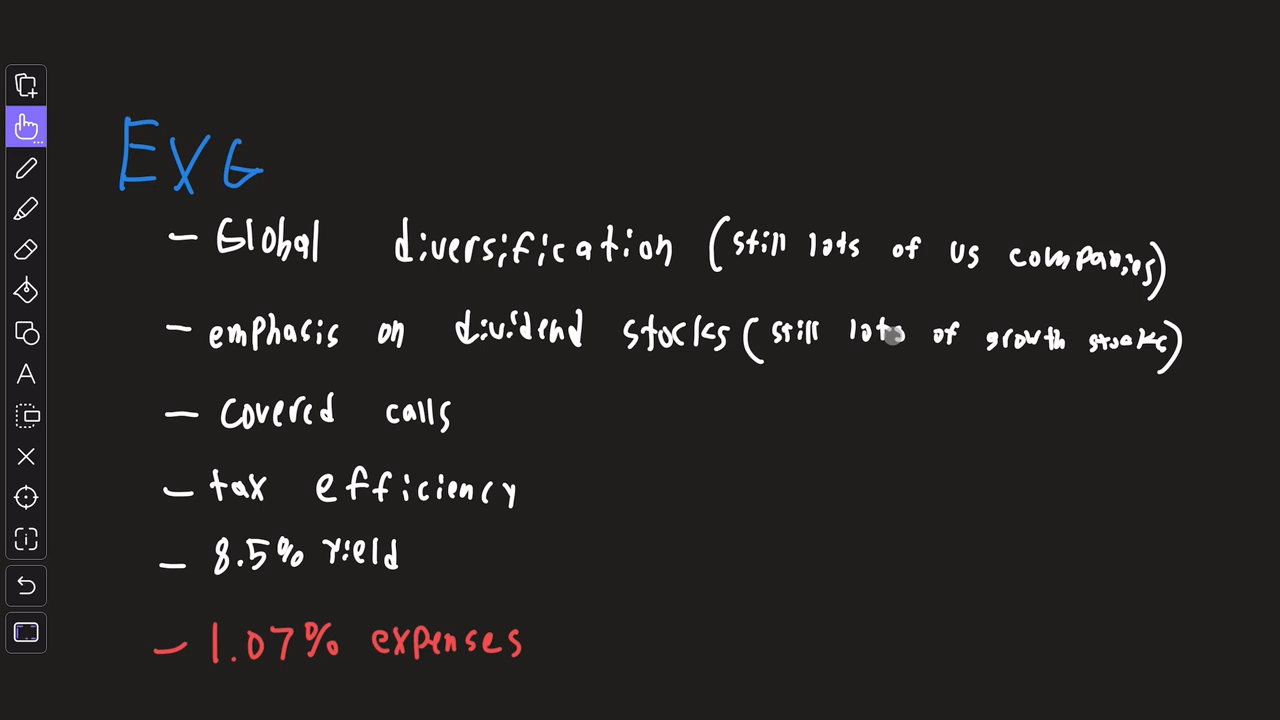 EXG
- Global diversification (still lots of us companies)
- emphasis on dividend stocks (still lots of growth stocks)
- covered calls
- tax efficiency
- 8.5% yield
- 1.07% expenses